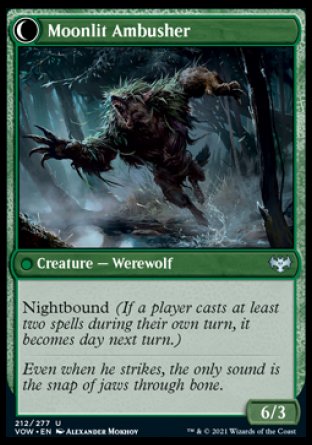 Moonlit Ambusher
Creature — Werewolf
Nightbound (If a player casts at least
two spells during their own turn, it
becomes day next turn.)
Even when he strikes, the only sound is
the snap of jaws through bone.
6/3
212/277 U
VOW • EN Alexander Mokhov
™ & © 2021 Wizards of the Coast